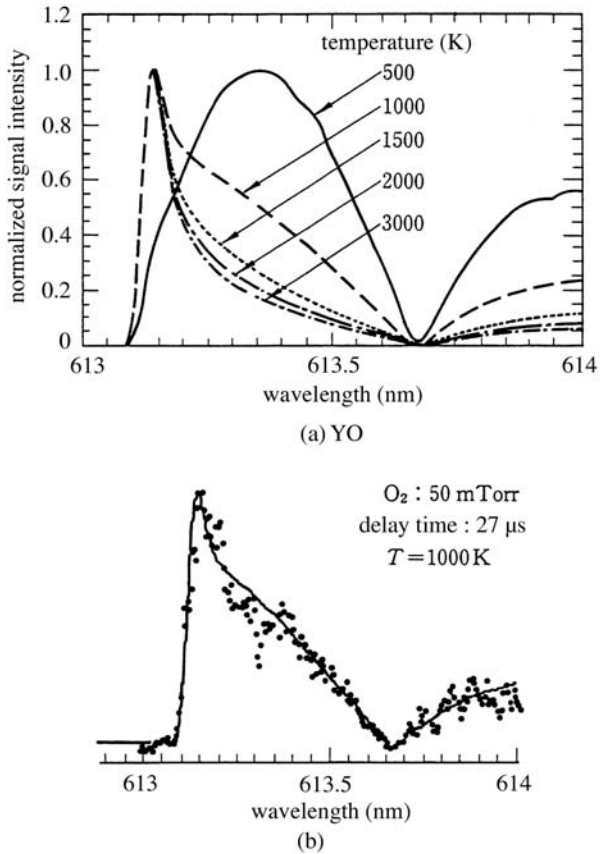 1.2
temperature (K)
1.0
500
0.8
1000
1500
0.6
2000
0.4
3000
0.2
0
normalized signal intensity
613
613.5
614
wavelength (nm)
(a) YO
O₂ : 50 mTorr
delay time : 27 μs
T = 1000 K
613
613.5
614
wavelength (nm)
(b)